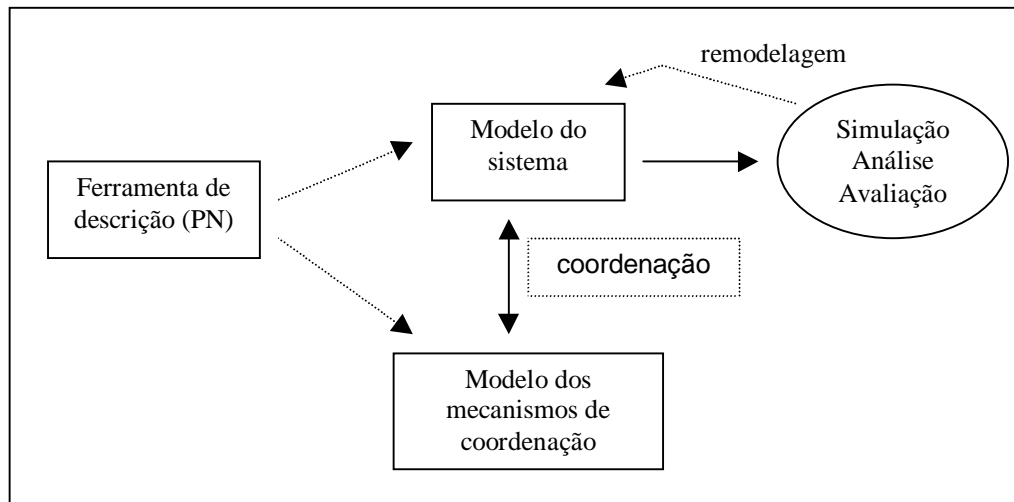 remodelagem
Modelo do
sistema
Simulação
Análise
Avaliação
Ferramenta de
descrição (PN)
coordenação
Modelo dos
mecanismos de
coordenação